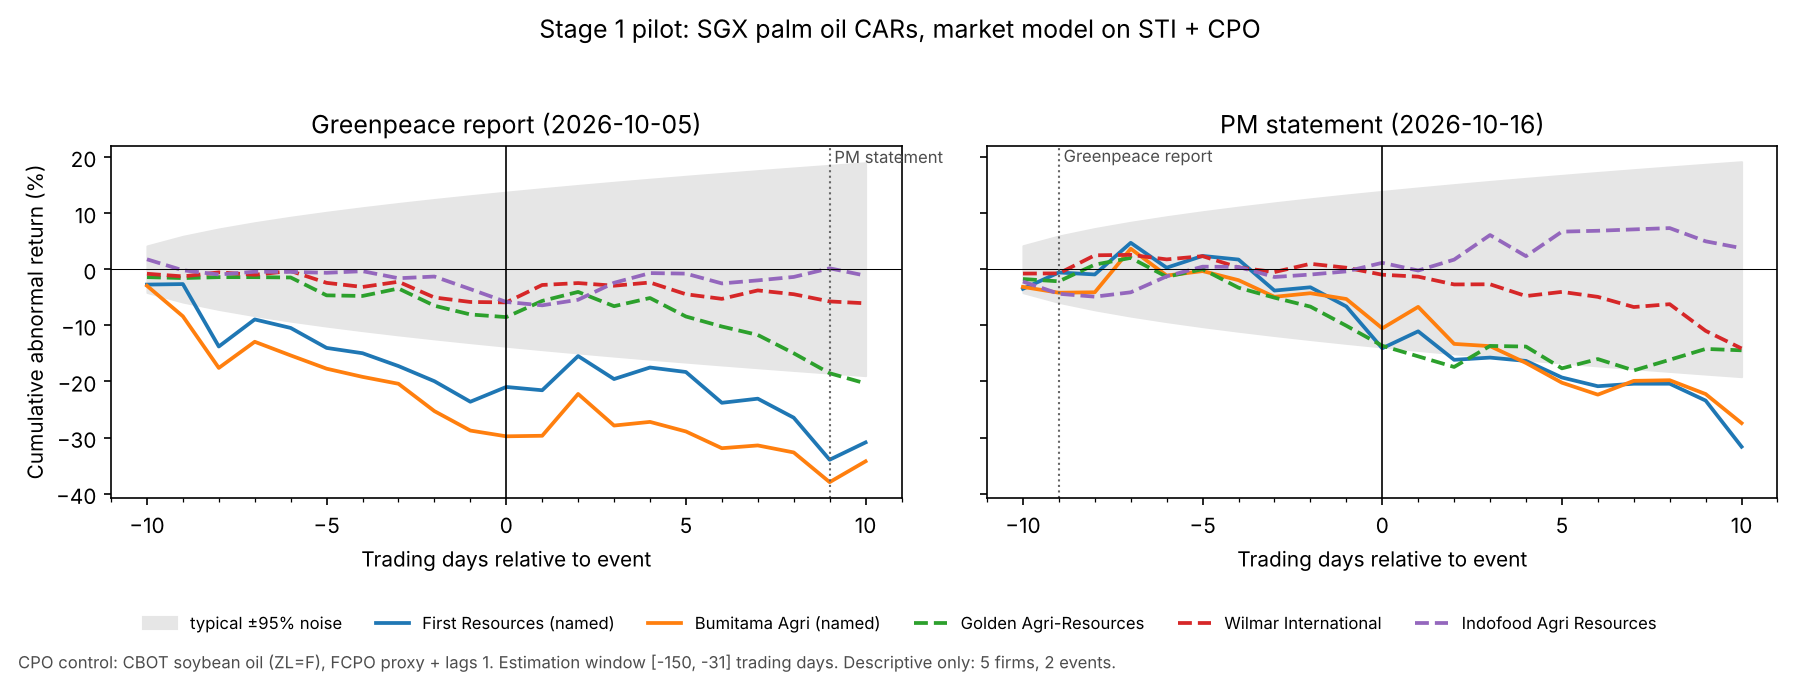 Stage 1 pilot: SGX palm oil CARs, market model on STI + CPO
Greenpeace report (2026-10-05)
PM statement
Cumulative abnormal return (%)
20
10
0
−10
−20
−30
−40
−10
−5
0
5
10
Trading days relative to event
PM statement (2026-10-16)
Greenpeace report
−10
−5
0
5
10
Trading days relative to event
typical ±95% noise
First Resources (named)
Bumitama Agri (named)
Golden Agri-Resources
Wilmar International
Indofood Agri Resources
CPO control: CBOT soybean oil (ZL=F), FCPO proxy + lags 1. Estimation window [-150, -31] trading days. Descriptive only: 5 firms, 2 events.